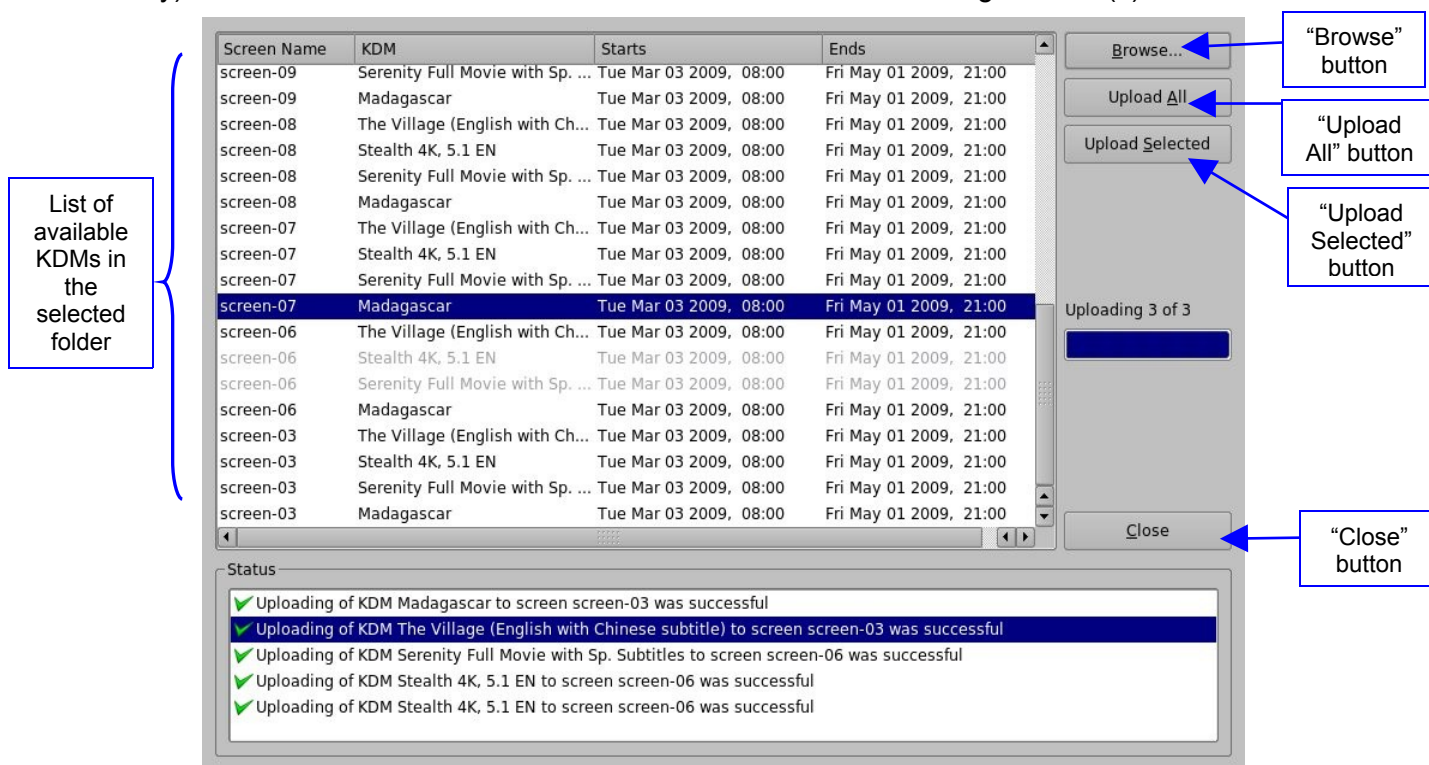 Screen Name KDM Starts Ends
screen-09 Serenity Full Movie with Sp. ... Tue Mar 03 2009, 08:00 Fri May 01 2009, 21:00
screen-09 Madagascar Tue Mar 03 2009, 08:00 Fri May 01 2009, 21:00
screen-08 The Village (English with Ch... Tue Mar 03 2009, 08:00 Fri May 01 2009, 21:00
screen-08 Stealth 4K, 5.1 EN Tue Mar 03 2009, 08:00 Fri May 01 2009, 21:00
screen-08 Serenity Full Movie with Sp. ... Tue Mar 03 2009, 08:00 Fri May 01 2009, 21:00
screen-08 Madagascar Tue Mar 03 2009, 08:00 Fri May 01 2009, 21:00
screen-07 The Village (English with Ch... Tue Mar 03 2009, 08:00 Fri May 01 2009, 21:00
screen-07 Stealth 4K, 5.1 EN Tue Mar 03 2009, 08:00 Fri May 01 2009, 21:00
screen-07 Serenity Full Movie with Sp. ... Tue Mar 03 2009, 08:00 Fri May 01 2009, 21:00
screen-07 Madagascar Tue Mar 03 2009, 08:00 Fri May 01 2009, 21:00
screen-06 The Village (English with Ch... Tue Mar 03 2009, 08:00 Fri May 01 2009, 21:00
screen-06 Stealth 4K, 5.1 EN Tue Mar 03 2009, 08:00 Fri May 01 2009, 21:00
screen-06 Serenity Full Movie with Sp. ... Tue Mar 03 2009, 08:00 Fri May 01 2009, 21:00
screen-06 Madagascar Tue Mar 03 2009, 08:00 Fri May 01 2009, 21:00
screen-03 The Village (English with Ch... Tue Mar 03 2009, 08:00 Fri May 01 2009, 21:00
screen-03 Stealth 4K, 5.1 EN Tue Mar 03 2009, 08:00 Fri May 01 2009, 21:00
screen-03 Serenity Full Movie with Sp. ... Tue Mar 03 2009, 08:00 Fri May 01 2009, 21:00
screen-03 Madagascar Tue Mar 03 2009, 08:00 Fri May 01 2009, 21:00
Browse...
Upload All
Upload Selected
Uploading 3 of 3
Close
List of
available
KDMs in
the
selected
folder
“Browse”
button
“Upload
All” button
“Upload
Selected”
button
“Close”
button
Status
Uploading of KDM Madagascar to screen screen-03 was successful
Uploading of KDM The Village (English with Chinese subtitle) to screen screen-03 was successful
Uploading of KDM Serenity Full Movie with Sp. Subtitles to screen screen-06 was successful
Uploading of KDM Stealth 4K, 5.1 EN to screen screen-06 was successful
Uploading of KDM Stealth 4K, 5.1 EN to screen screen-06 was successful